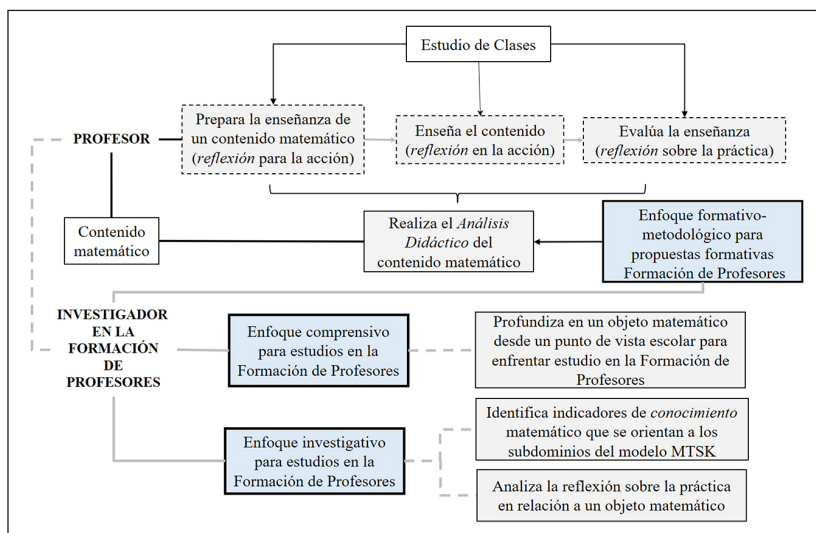 Estudio de Clases
PROFESOR
Prepara la enseñanza de
un contenido matemático
(reflexión para la acción)
Enseña el contenido
(reflexión en la acción)
Evalúa la enseñanza
(reflexión sobre la práctica)
Contenido
matemático
Realiza el Análisis
Didáctico del
contenido matemático
Enfoque formativo-
metodológico para
propuestas formativas
Formación de Profesores
INVESTIGADOR
EN LA
FORMACIÓN
DE
PROFESORES
Enfoque comprensivo
para estudios en la
Formación de Profesores
Profundiza en un objeto matemático
desde un punto de vista escolar para
enfrentar estudio en la Formación de
Profesores
Enfoque investigativo
para estudios en la
Formación de Profesores
Identifica indicadores de conocimiento
matemático que se orientan a los
subdominios del modelo MTSK
Analiza la reflexión sobre la práctica
en relación a un objeto matemático